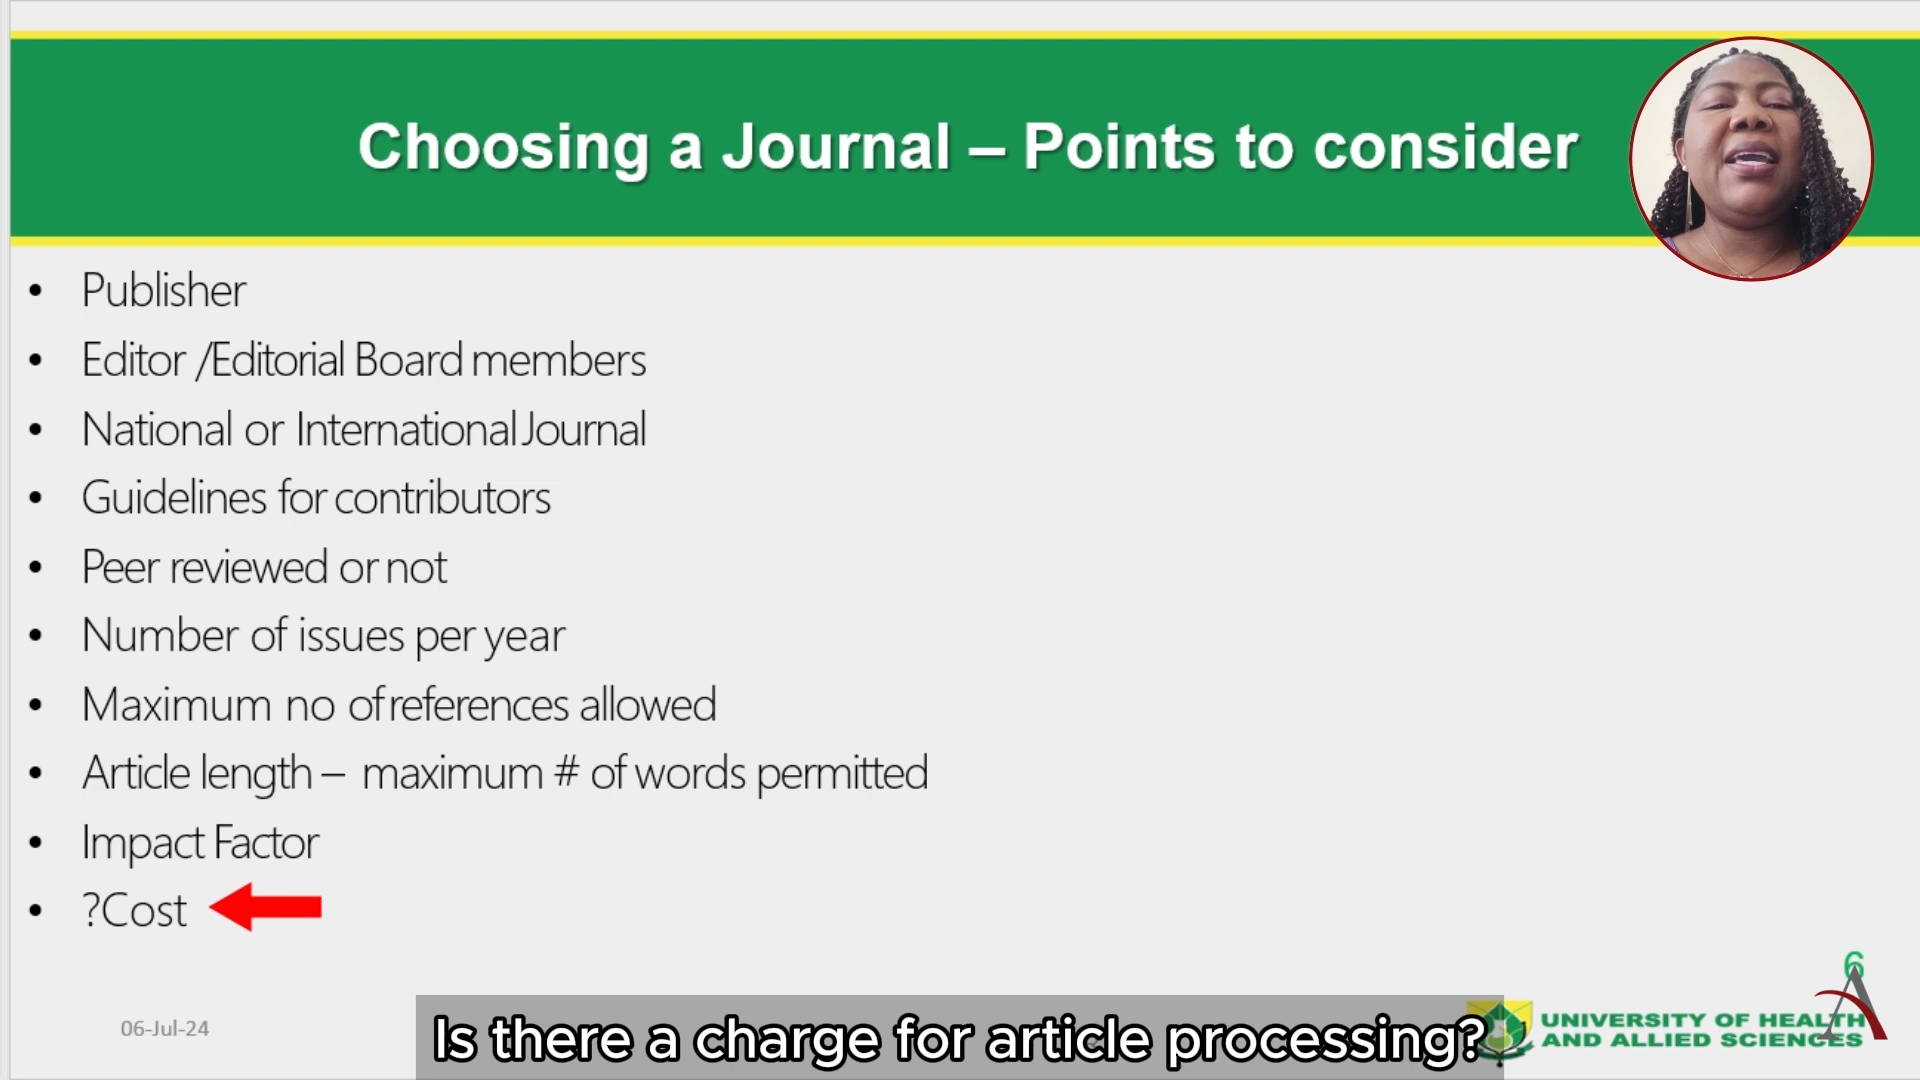 Choosing a Journal – Points to consider
• Publisher
• Editor /Editorial Board members
• National or International Journal
• Guidelines for contributors
• Peer reviewed or not
• Number of issues per year
• Maximum no of references allowed
• Article length – maximum # of words permitted
• Impact Factor
• ?Cost
6
06-Jul-24
Is there a charge for article processing?
UNIVERSITY OF HEALTH
AND ALLIED SCIENCES